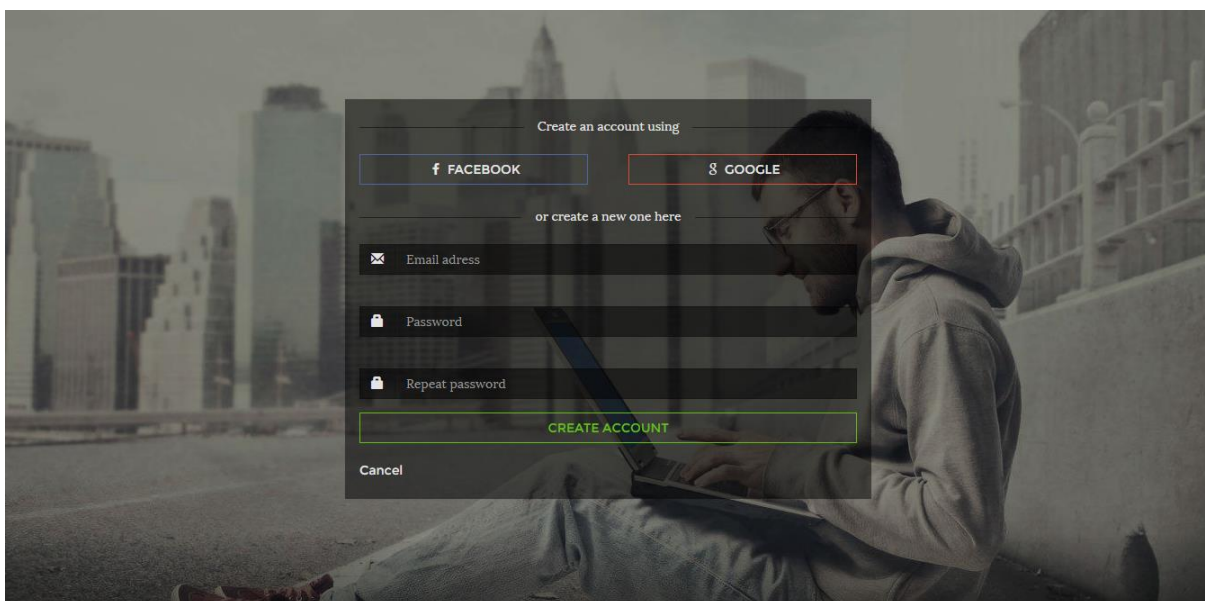 Create an account using
f FACEBOOK
8 GOOGLE
or create a new one here
Email adress
Password
Repeat password
CREATE ACCOUNT
Cancel